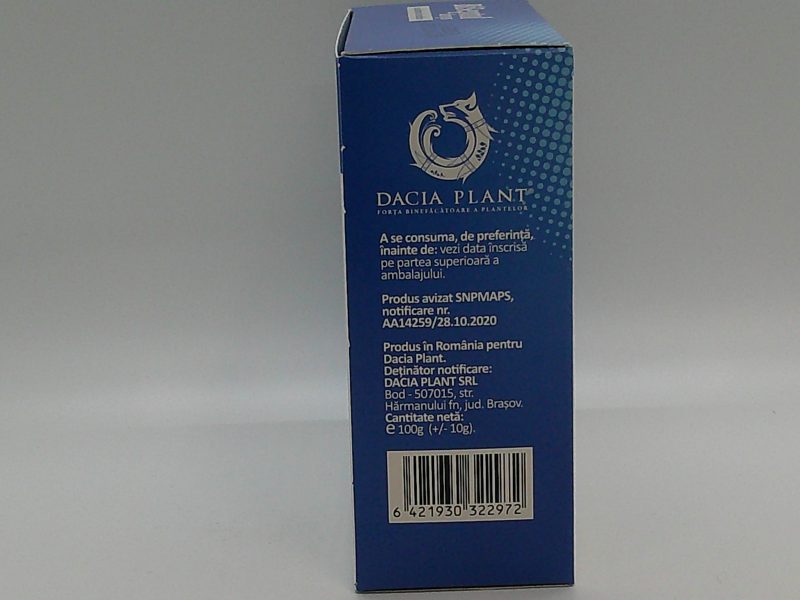 DACIA PLANT
FORȚA BINEFĂCĂTOARE A PLANTELOR
A se consuma, de preferință,
înainte de: vezi data înscrisă
pe partea superioară a
ambalajului.
Produs avizat SNPMAPS,
notificare nr.
AA14259/28.10.2020
Produs în România pentru
Dacia Plant.
Deținător notificare:
DACIA PLANT SRL
Bod - 507015, str.
Hărmanului fn, jud. Brașov.
Cantitate netă:
e 100g (+/- 10g).
6 421930 322972